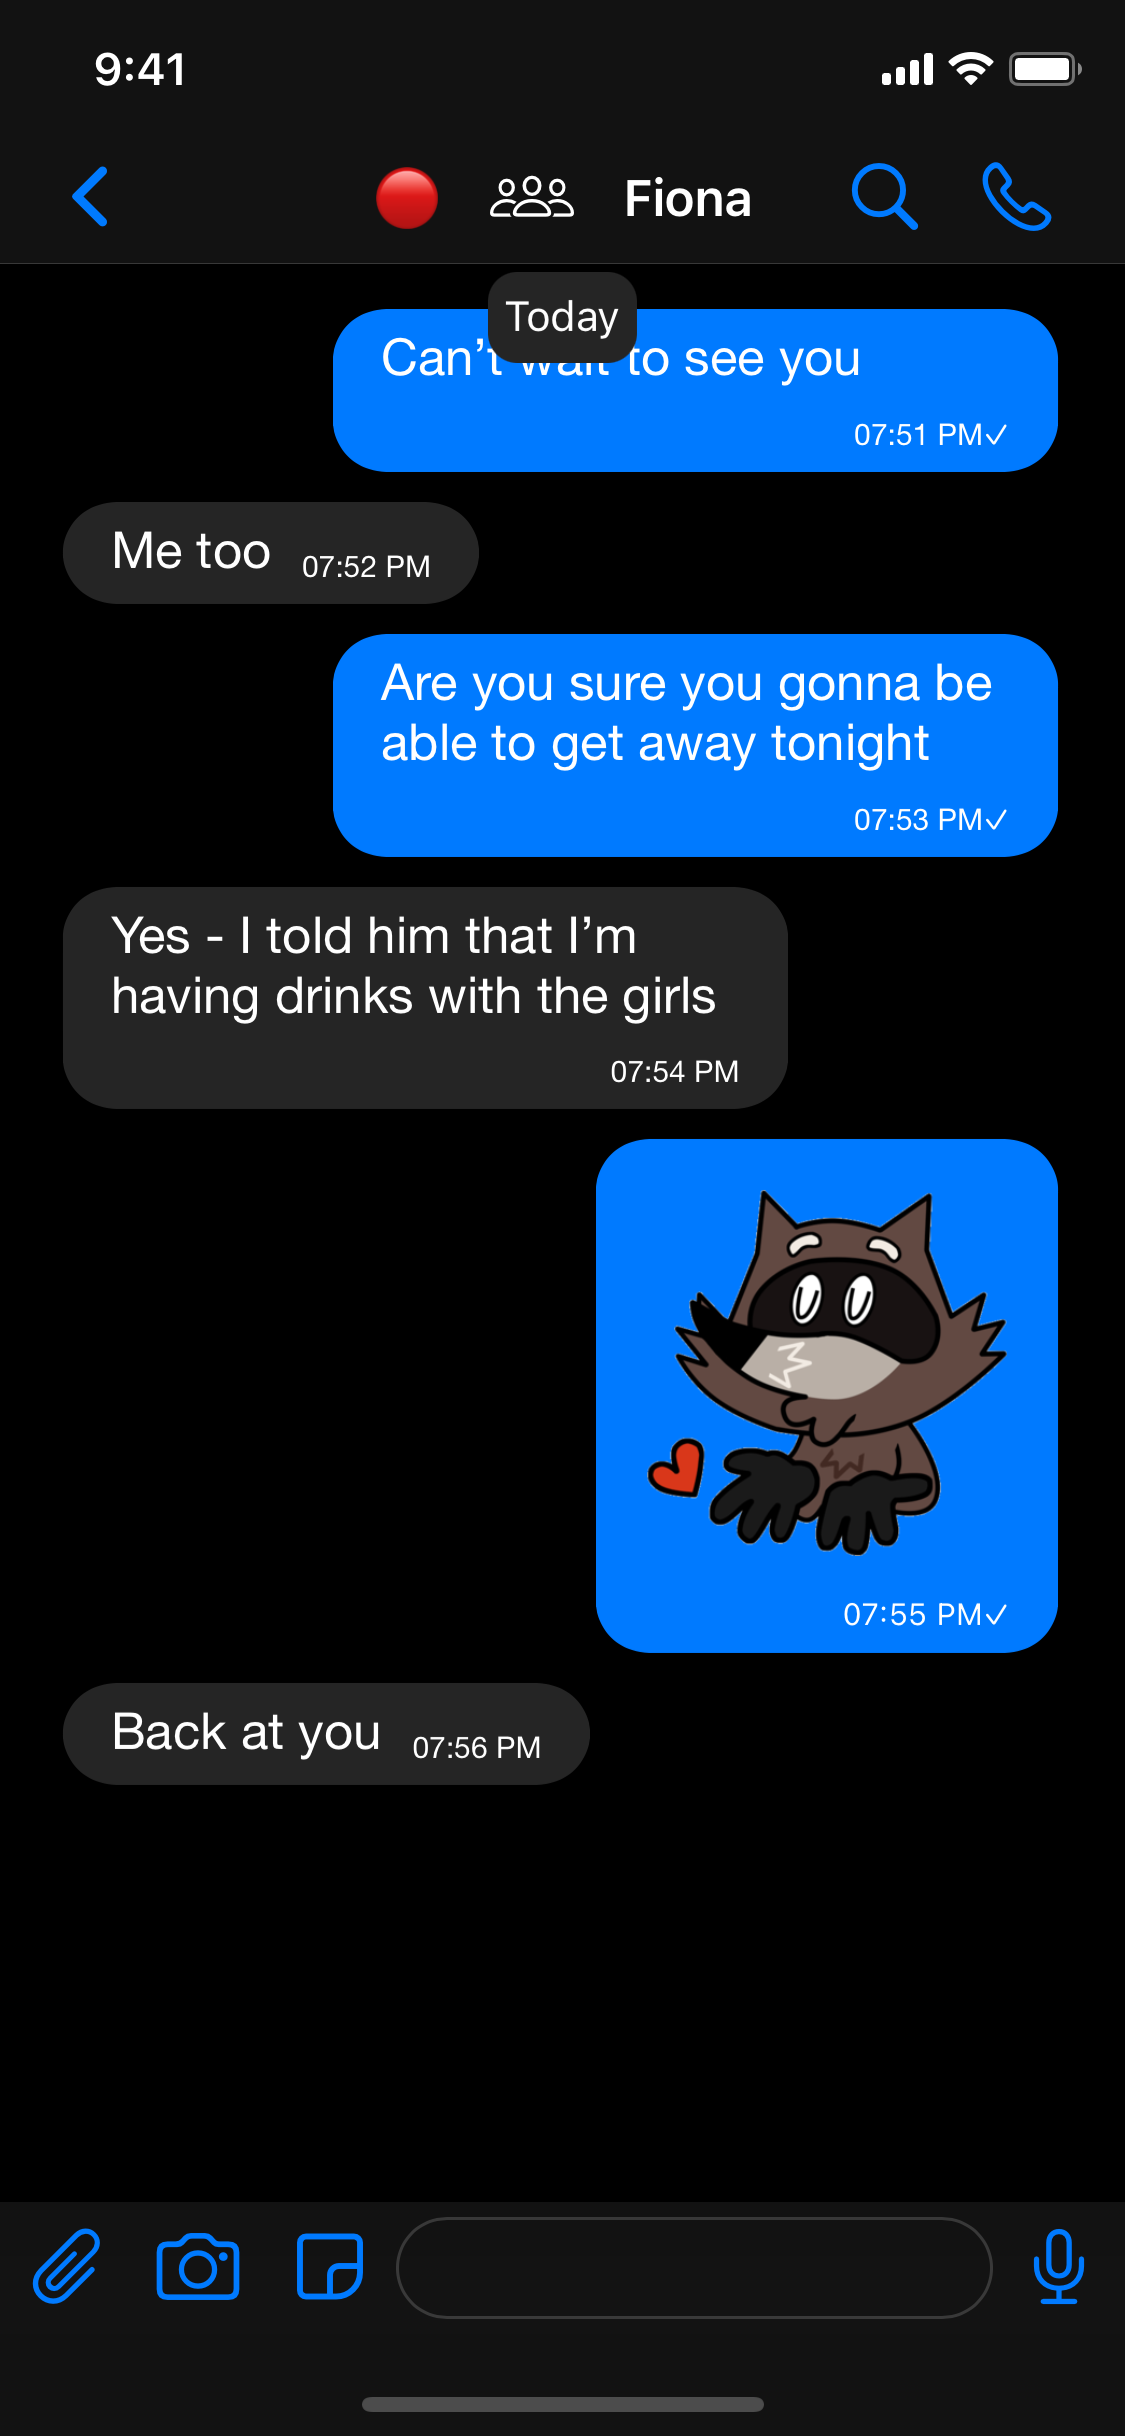 9:41
Fiona
Today
Can’t wait to see you
07:51 PM✓
Me too 07:52 PM
Are you sure you gonna be
able to get away tonight
07:53 PM✓
Yes - I told him that I’m
having drinks with the girls
07:54 PM
07:55 PM✓
Back at you 07:56 PM